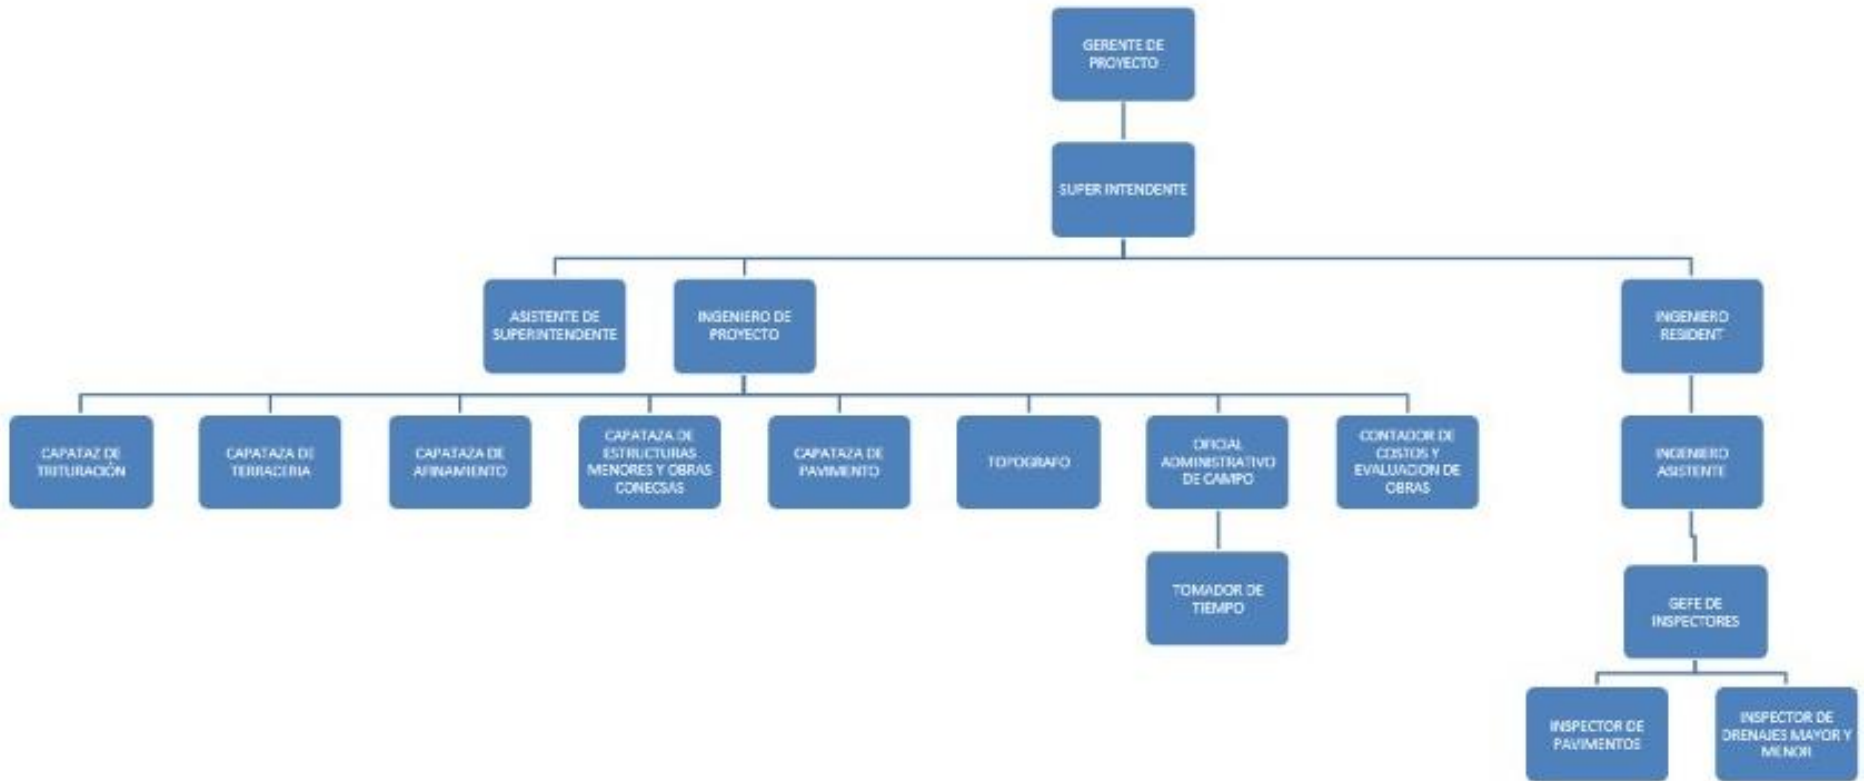 GERENTE DE
PROYECTO
SUPER INTENDENTE
ASISTENTE DE
SUPERINTENDENTE
INGENIERO DE
PROYECTO
INGENIERO
RESIDENT
CAPATAZ DE
TRITURACIÓN
CAPATAZA DE
TERRACERIA
CAPATAZA DE
AFINAMIENTO
CAPATAZA DE
ESTRUCTURAS
MENORES Y OBRAS
CONECSAS
CAPATAZA DE
PAVIMENTO
TOPOGRAFO
OFICIAL
ADMINISTRATIVO
DE CAMPO
CONTADOR DE
COSTOS Y
EVALUACION DE
OBRAS
INGENIERO
ASISTENTE
TOMADOR DE
TIEMPO
GEFE DE
INSPECTORES
INSPECTOR DE
PAVIMENTOS
INSPECTOR DE
DRENAJES MAYOR Y
MENOR